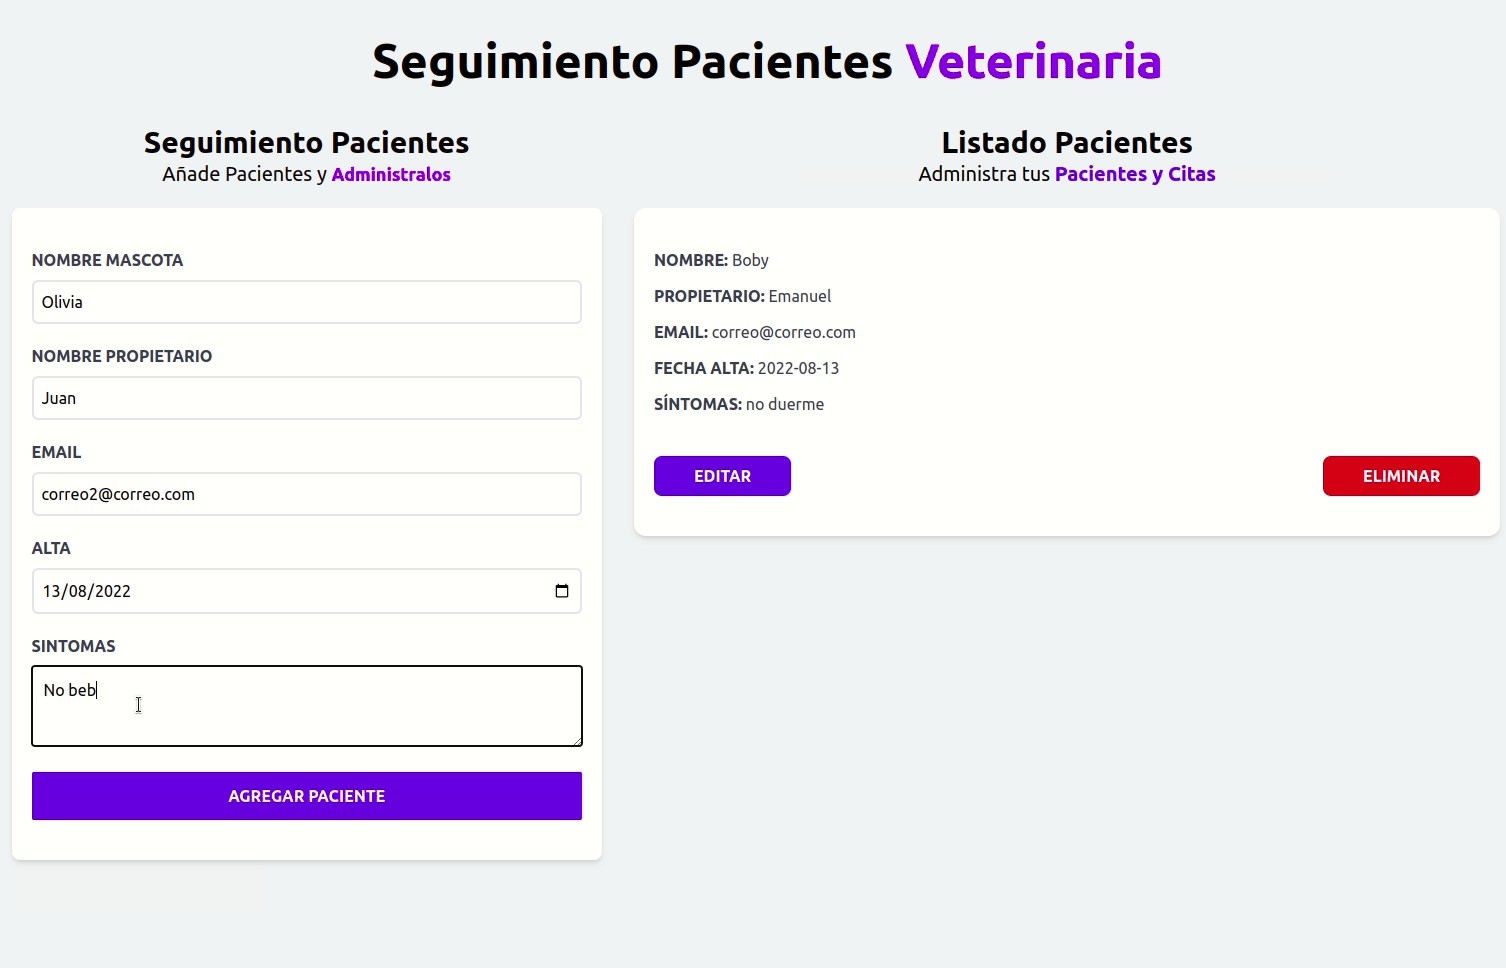 Seguimiento Pacientes Veterinaria
Seguimiento Pacientes
Añade Pacientes y Administralos
NOMBRE MASCOTA
Olivia
NOMBRE PROPIETARIO
Juan
EMAIL
correo2@correo.com
ALTA
13/08/2022
SINTOMAS
No beb
AGREGAR PACIENTE
Listado Pacientes
Administra tus Pacientes y Citas
NOMBRE: Boby
PROPIETARIO: Emanuel
EMAIL: correo@correo.com
FECHA ALTA: 2022-08-13
SÍNTOMAS: no duerme
EDITAR
ELIMINAR